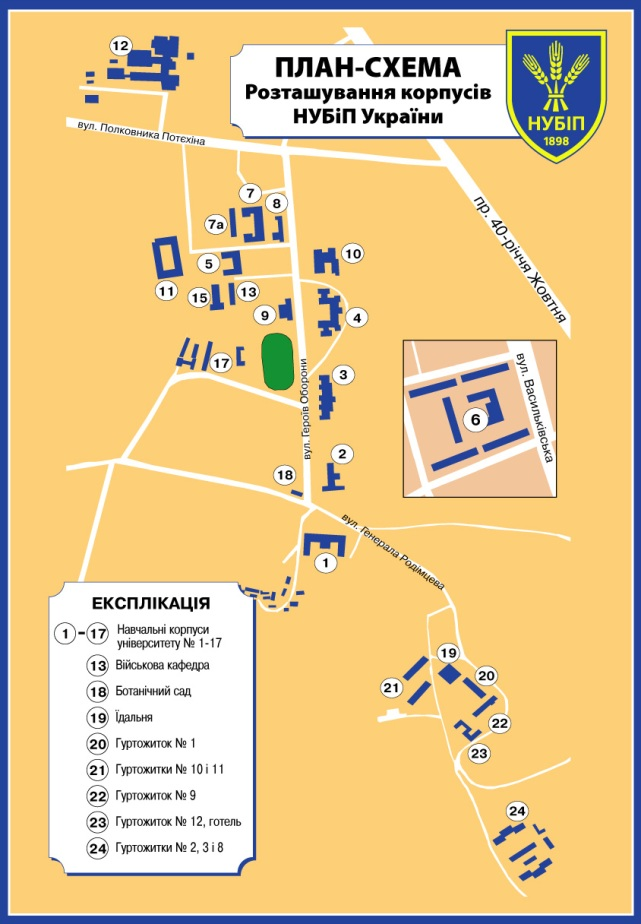 ПЛАН-СХЕМА
Розташування корпусів
НУБіП України
НУБІП
1898
12
вул. Полковника Потєхіна
пр. 40-річчя Жовтня
7
7а
8
5
10
11
15
13
9
4
17
3
вул. Героїв Оборони
вул. Васильківська
6
2
18
вул. Генерала Родімцева
1
19
20
21
22
23
24
ЕКСПЛІКАЦІЯ
1 - 17 Навчальні корпуси
університету № 1-17
13 Військова кафедра
18 Ботанічний сад
19 Їдальня
20 Гуртожиток № 1
21 Гуртожитки № 10 і 11
22 Гуртожиток № 9
23 Гуртожиток № 12, готель
24 Гуртожитки № 2, 3 і 8